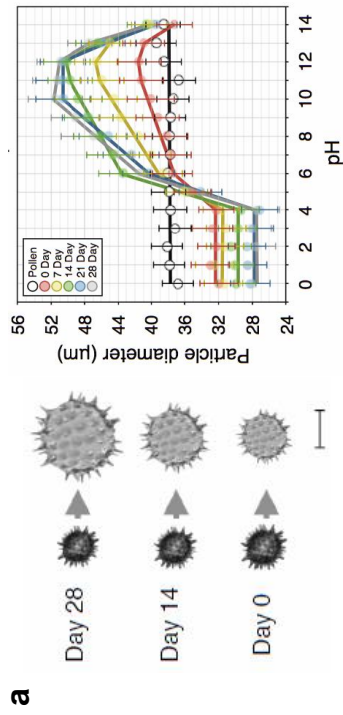 a
Day 28
Day 14
Day 0
Particle diameter (µm)
56
52
48
44
40
36
32
28
24
Pollen
0 Day
7 Day
14 Day
21 Day
28 Day
0 2 4 6 8 10 12 14
pH